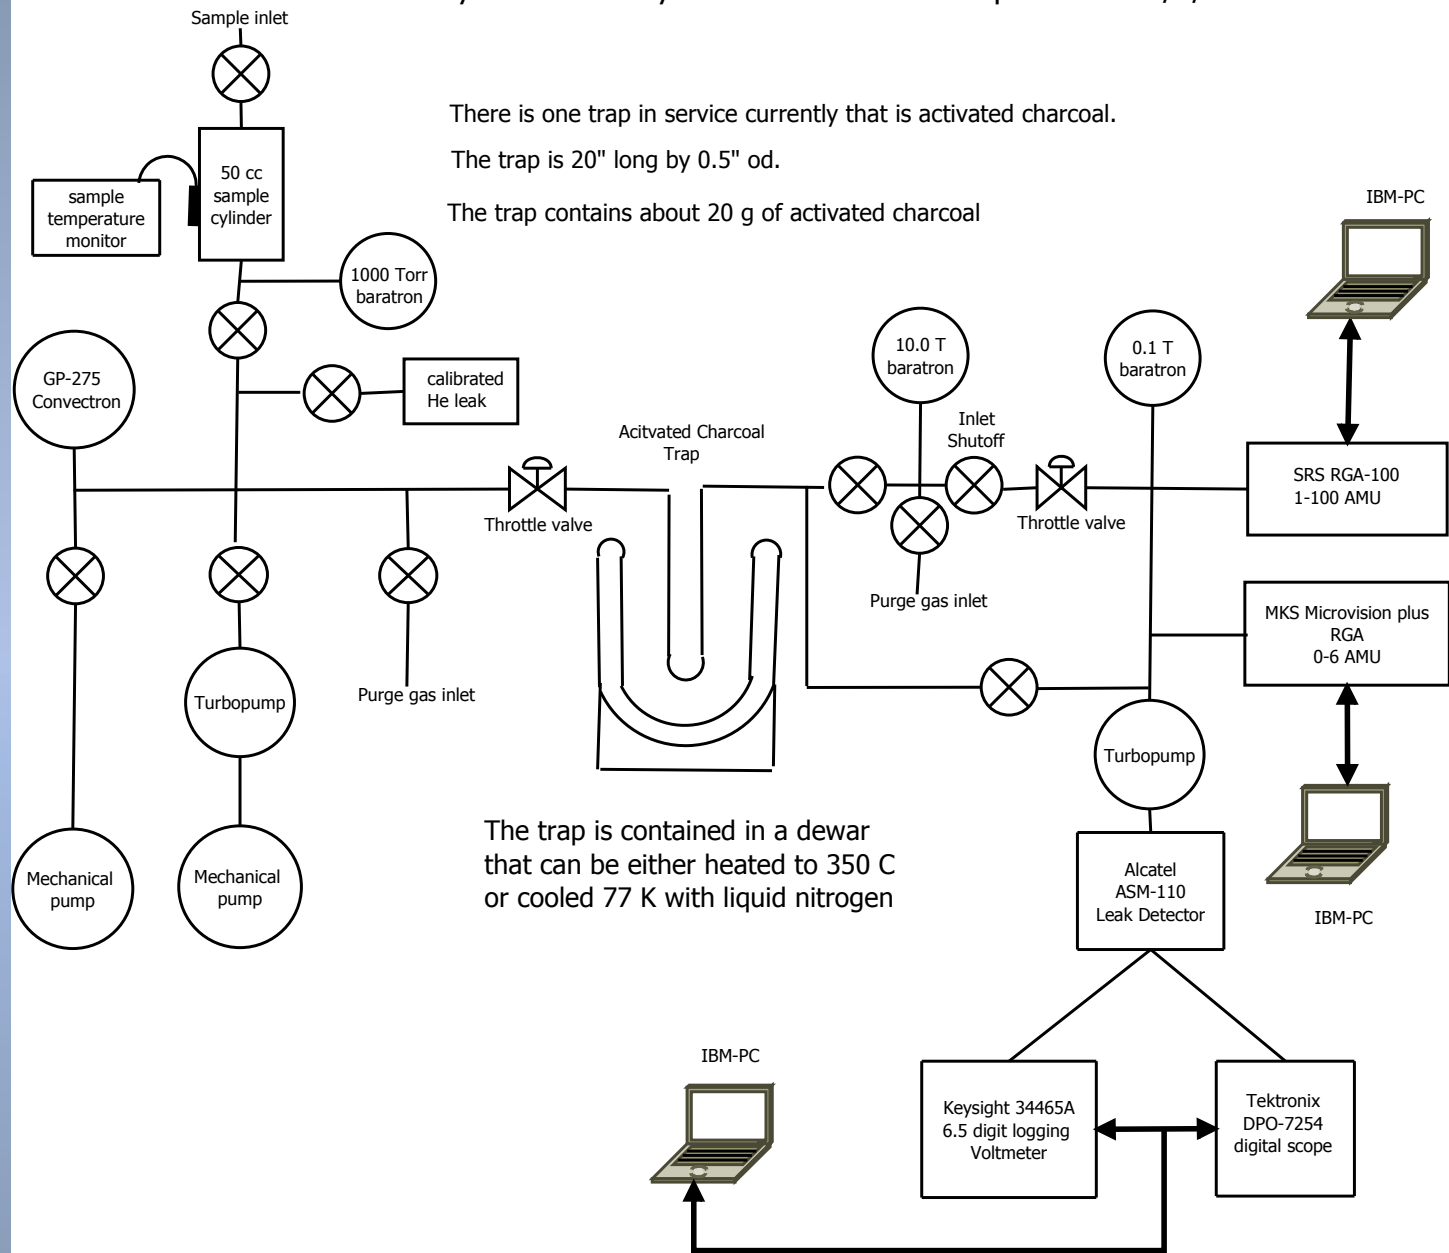 Sample inlet
There is one trap in service currently that is activated charcoal.
The trap is 20" long by 0.5" od.
The trap contains about 20 g of activated charcoal
50 cc
sample
cylinder
sample
temperature
monitor
1000 Torr
baratron
IBM-PC
GP-275
Convectron
calibrated
He leak
10.0 T
baratron
0.1 T
baratron
Acitvated Charcoal
Trap
Inlet
Shutoff
SRS RGA-100
1-100 AMU
Throttle valve
Throttle valve
Purge gas inlet
MKS Microvision plus
RGA
0-6 AMU
Purge gas inlet
Turbopump
Turbopump
The trap is contained in a dewar
that can be either heated to 350 C
or cooled 77 K with liquid nitrogen
Mechanical
pump
Mechanical
pump
Alcatel
ASM-110
Leak Detector
IBM-PC
IBM-PC
Keysight 34465A
6.5 digit logging
Voltmeter
Tektronix
DPO-7254
digital scope